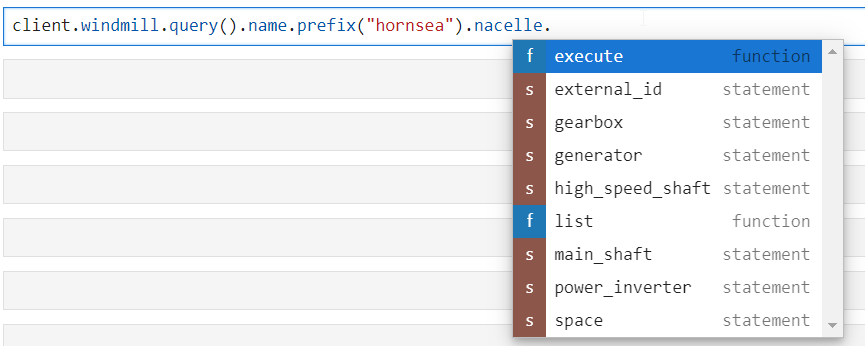 client.windmill.query().name.prefix("hornsea").nacelle.
f execute function
s external_id statement
s gearbox statement
s generator statement
s high_speed_shaft statement
f list function
s main_shaft statement
s power_inverter statement
s space statement